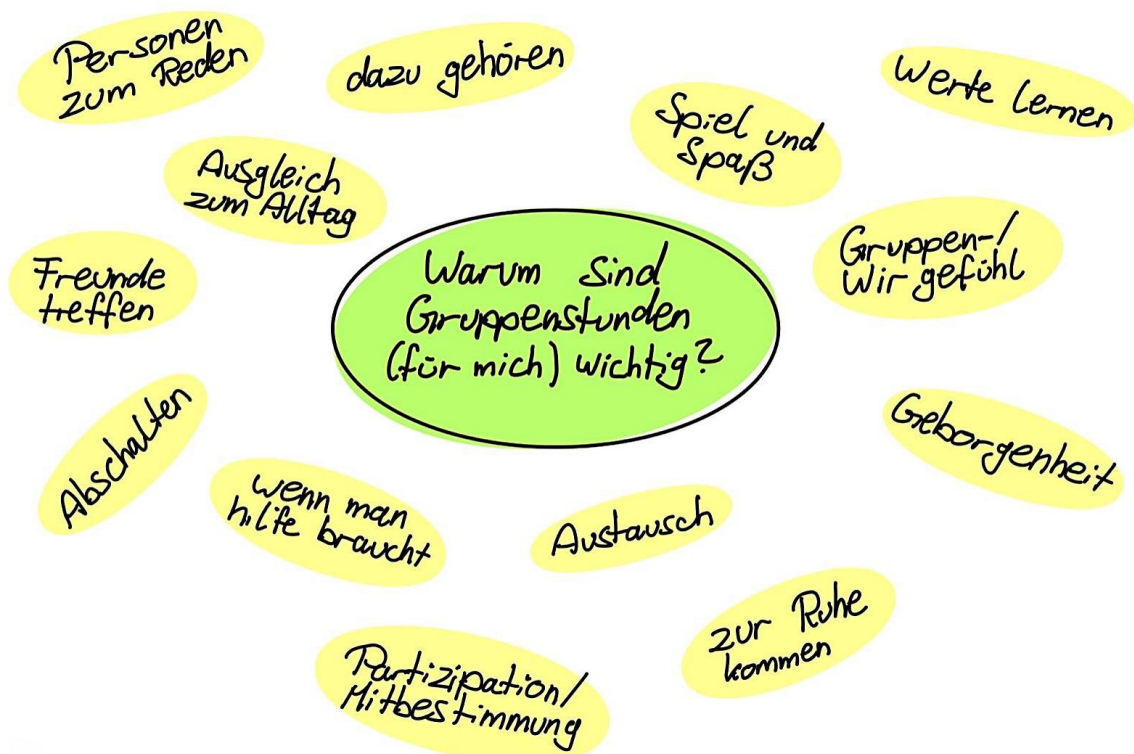 Personen
zum Reden
dazu gehören
Werte lernen
Spiel und
Spaß
Ausgleich
zum Alltag
Gruppen-/
Wir gefühl
Freunde
treffen
Warum sind
Gruppenstunden
(für mich) wichtig?
Abschalten
Geborgenheit
wenn man
hilfe braucht
Austausch
zur Ruhe
kommen
Partizipation/
Mitbestimmung